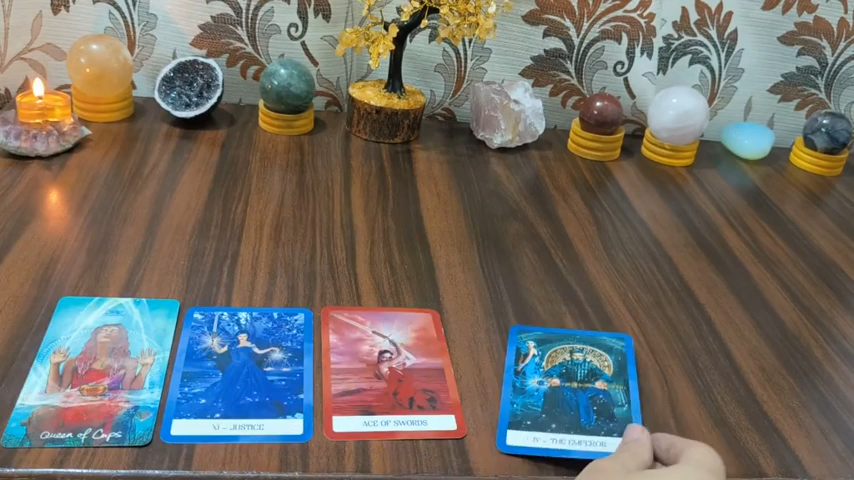 Queen of Cups
XI - JUSTICE
ACE OF SWORDS
IV - THE EMPEROR